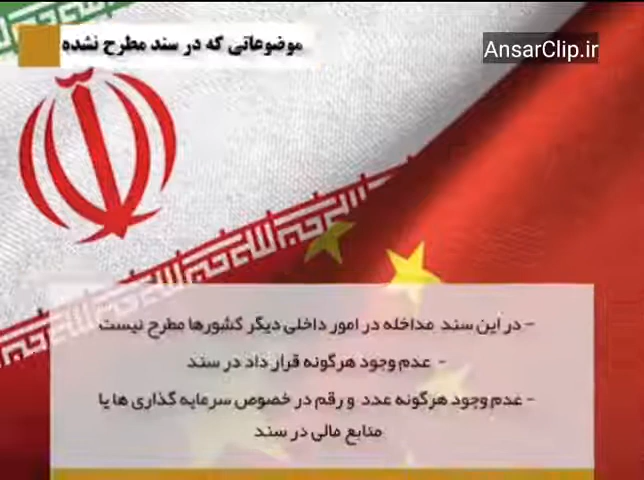 موضوعاتی که در سند مطرح نشده
AnsarClip.ir
- در این سند مداخله در امور داخلی دیگر کشورها مطرح نیست
- عدم وجود هرگونه قرار داد در سند
- عدم وجود هرگونه عدد و رقم در خصوص سرمایه گذاری ها یا
منابع مالی در سند